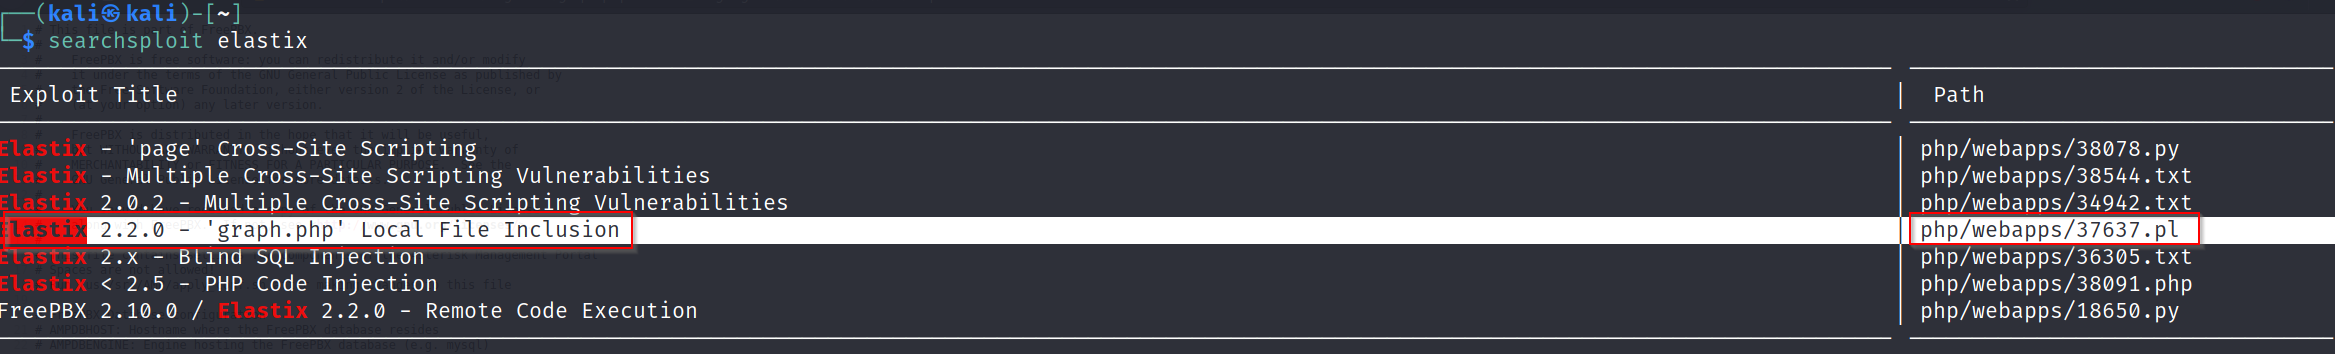 (kali㉿kali)-[~]
$ searchsploit elastix
Exploit Title | Path
Elastix - 'page' Cross-Site Scripting | php/webapps/38078.py
Elastix - Multiple Cross-Site Scripting Vulnerabilities | php/webapps/38544.txt
Elastix 2.0.2 - Multiple Cross-Site Scripting Vulnerabilities | php/webapps/34942.txt
Elastix 2.2.0 - 'graph.php' Local File Inclusion | php/webapps/37637.pl
Elastix 2.x - Blind SQL Injection | php/webapps/36305.txt
Elastix < 2.5 - PHP Code Injection | php/webapps/38091.php
FreePBX 2.10.0 / Elastix 2.2.0 - Remote Code Execution | php/webapps/18650.py